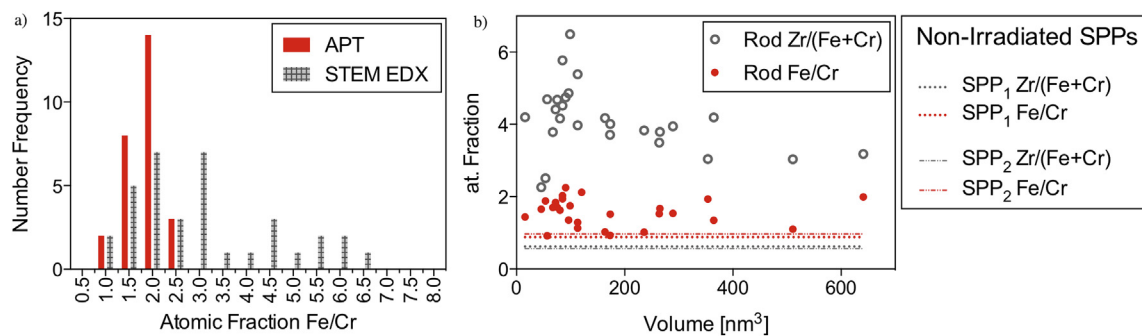 a)
15
10
5
0
Number Frequency
APT
STEM EDX
0.5
1.0
1.5
2.0
2.5
3.0
3.5
4.0
4.5
5.0
5.5
6.0
6.5
7.0
7.5
8.0
Atomic Fraction Fe/Cr
b)
6
4
2
0
at. Fraction
Rod Zr/(Fe+Cr)
Rod Fe/Cr
0
200
400
600
Volume [nm³]
Non-Irradiated SPPs
SPP₁ Zr/(Fe+Cr)
SPP₁ Fe/Cr
SPP₂ Zr/(Fe+Cr)
SPP₂ Fe/Cr